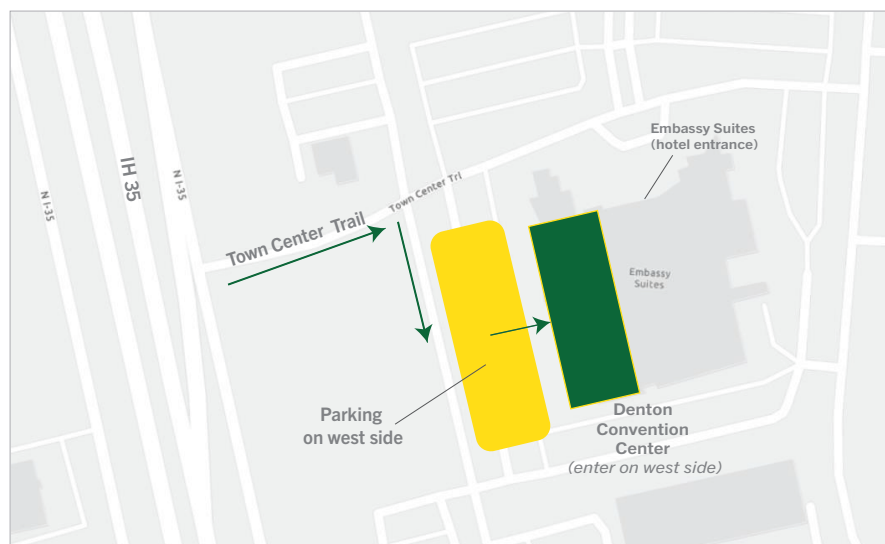 Embassy Suites
(hotel entrance)
IH 35
N I-35
N I-35
Town Center Trl
Town Center Trail
Embassy
Suites
Parking
on west side
Denton
Convention
Center
(enter on west side)